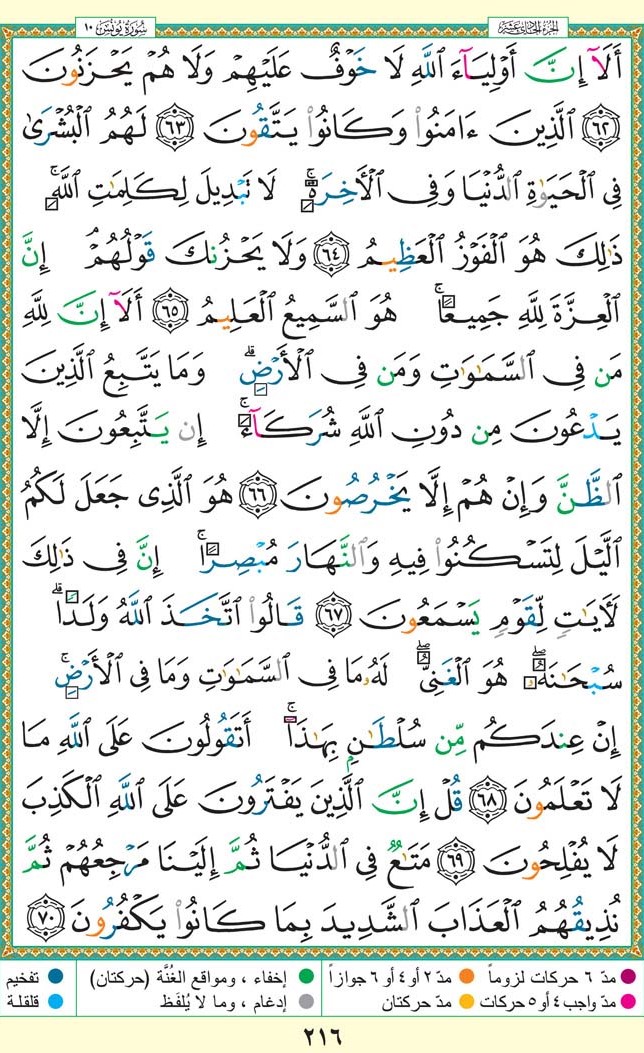 الجزء الحادي عشر
سُورَةُ يُونُسَ ١٠
أَلَآ إِنَّ أَوْلِيَآءَ ٱللَّهِ لَا خَوْفٌ عَلَيْهِمْ وَلَا هُمْ يَحْزَنُونَ
﴿٦٢﴾ ٱلَّذِينَ ءَامَنُوا۟ وَكَانُوا۟ يَتَّقُونَ ﴿٦٣﴾ لَهُمُ ٱلْبُشْرَىٰ
فِى ٱلْحَيَوٰةِ ٱلدُّنْيَا وَفِى ٱلْأَخِرَةِ ۚ لَا تَبْدِيلَ لِكَلِمَٰتِ ٱللَّهِ ۚ
ذَٰلِكَ هُوَ ٱلْفَوْزُ ٱلْعَظِيمُ ﴿٦٤﴾ وَلَا يَحْزُنكَ قَوْلُهُمْ ۘ إِنَّ
ٱلْعِزَّةَ لِلَّهِ جَمِيعًا ۚ هُوَ ٱلسَّمِيعُ ٱلْعَلِيمُ ﴿٦٥﴾ أَلَآ إِنَّ لِلَّهِ
مَن فِى ٱلسَّمَٰوَٰتِ وَمَن فِى ٱلْأَرْضِ ۗ وَمَا يَتَّبِعُ ٱلَّذِينَ
يَدْعُونَ مِن دُونِ ٱللَّهِ شُرَكَآءَ ۚ إِن يَتَّبِعُونَ إِلَّا
ٱلظَّنَّ وَإِنْ هُمْ إِلَّا يَخْرُصُونَ ﴿٦٦﴾ هُوَ ٱلَّذِى جَعَلَ لَكُمُ
ٱلَّيْلَ لِتَسْكُنُوا۟ فِيهِ وَٱلنَّهَارَ مُبْصِرًا ۚ إِنَّ فِى ذَٰلِكَ
لَأَيَٰتٍ لِّقَوْمٍ يَسْمَعُونَ ﴿٦٧﴾ قَالُوا۟ ٱتَّخَذَ ٱللَّهُ وَلَدًا ۗ
سُبْحَٰنَهُۥ ۖ هُوَ ٱلْغَنِىُّ ۖ لَهُۥ مَا فِى ٱلسَّمَٰوَٰتِ وَمَا فِى ٱلْأَرْضِ ۚ
إِنْ عِندَكُم مِّن سُلْطَٰنٍۭ بِهَٰذَآ ۚ أَتَقُولُونَ عَلَى ٱللَّهِ مَا
لَا تَعْلَمُونَ ﴿٦٨﴾ قُلْ إِنَّ ٱلَّذِينَ يَفْتَرُونَ عَلَى ٱللَّهِ ٱلْكَذِبَ
لَا يُفْلِحُونَ ﴿٦٩﴾ مَتَٰعٌ فِى ٱلدُّنْيَا ثُمَّ إِلَيْنَا مَرْجِعُهُمْ ثُمَّ
نُذِيقُهُمُ ٱلْعَذَابَ ٱلشَّدِيدَ بِمَا كَانُوا۟ يَكْفُرُونَ ﴿٧٠﴾
مدّ ٦ حركات لزوماً مدّ ٢ أو ٤ أو ٦ جوازاً إخفاء ، ومواقع الغُنَّة (حركتان) تفخيم
مدّ واجب ٤ أو ٥ حركات مدّ حركتان إدغام ، وما لا يُلفَظ قلقلة
٢١٦